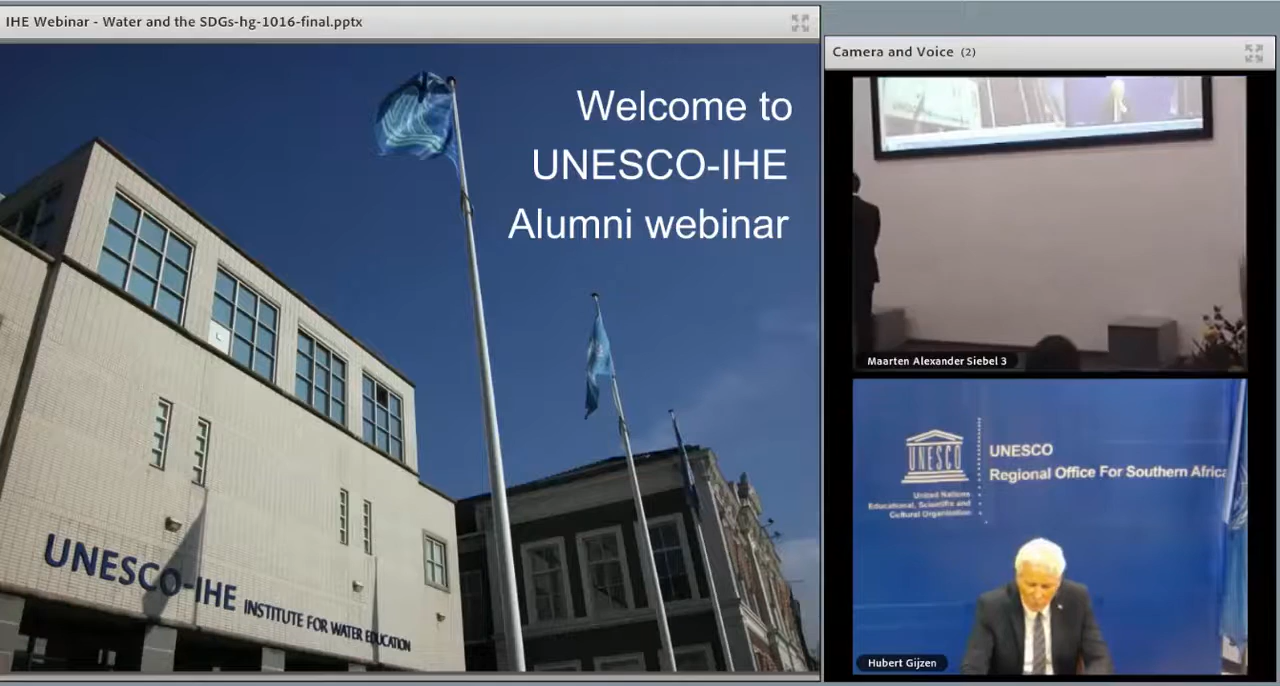 IHE Webinar - Water and the SDGs-hg-1016-final.pptx
Welcome to
UNESCO-IHE
Alumni webinar
UNESCO-IHE INSTITUTE FOR WATER EDUCATION
Camera and Voice (2)
Maarten Alexander Siebel 3
UNESCO
United Nations
Educational, Scientific and
Cultural Organization
UNESCO
Regional Office For Southern Africa
Hubert Gijzen